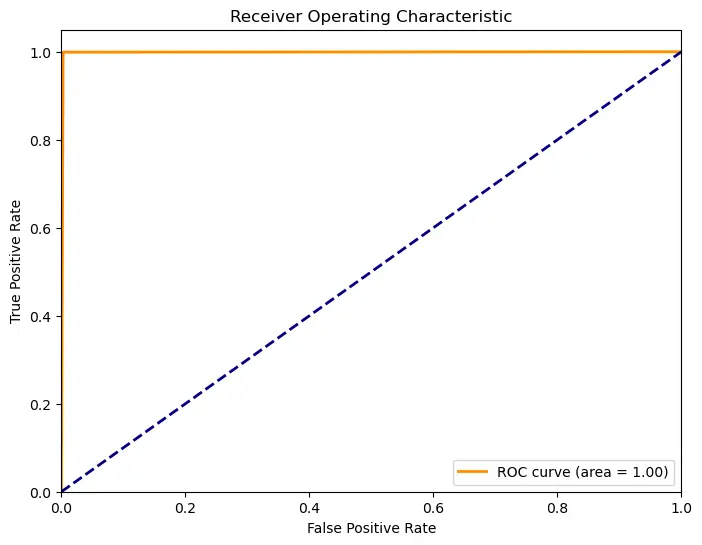 Receiver Operating Characteristic
True Positive Rate
1.0
0.8
0.6
0.4
0.2
0.0
ROC curve (area = 1.00)
0.0 0.2 0.4 0.6 0.8 1.0
False Positive Rate